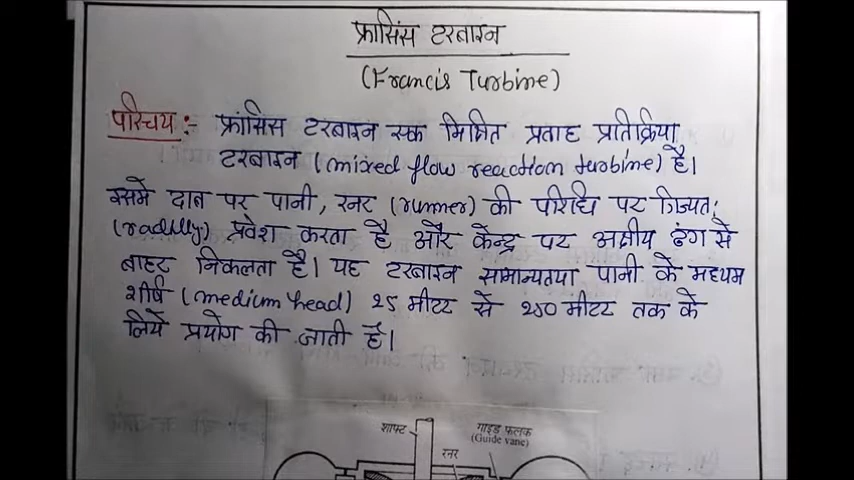 फ्रासिंस टरबाइन
(Francis Turbine)
परिचय :- फ्रांसिस टरबाइन एक मिश्रित प्रवाह प्रतिक्रिया
टरबाइन (mixed flow reaction turbine) है।
इसमे दाब पर पानी, रनर (runner) की परिधि पर त्रिज्यत:
(radilly) प्रवेश करता है और केन्द्र पर अक्षीय ढंग से
बाहर निकलता है। यह टरबाइन सामान्यतया पानी के मध्यम
शीर्ष (medium head) 25 मीटर से 250 मीटर तक के
लिये प्रयोग की जाती है।
शाफ्ट
गाइड फलक
(Guide vane)
रनर